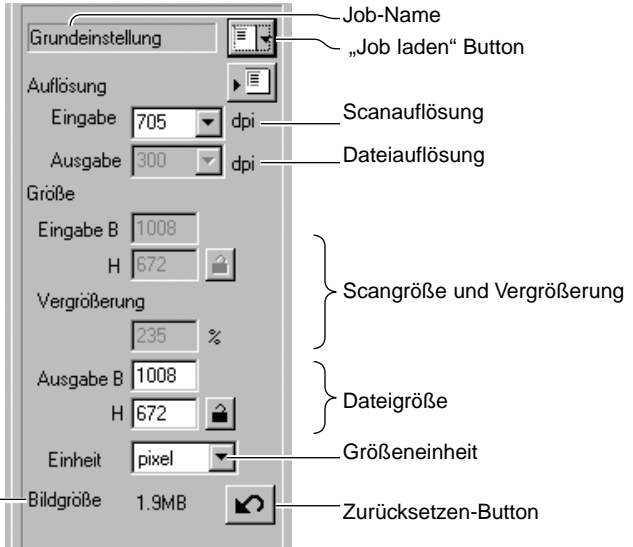 Job-Name
Grundeinstellung
„Job laden“ Button
Auflösung
Eingabe 705 dpi Scanauflösung
Ausgabe 300 dpi Dateiauflösung
Größe
Eingabe B 1008
H 672
Scangröße und Vergrößerung
Vergrößerung
235 %
Ausgabe B 1008
Dateigröße
H 672
Einheit pixel Größeneinheit
Bildgröße 1.9MB Zurücksetzen-Button